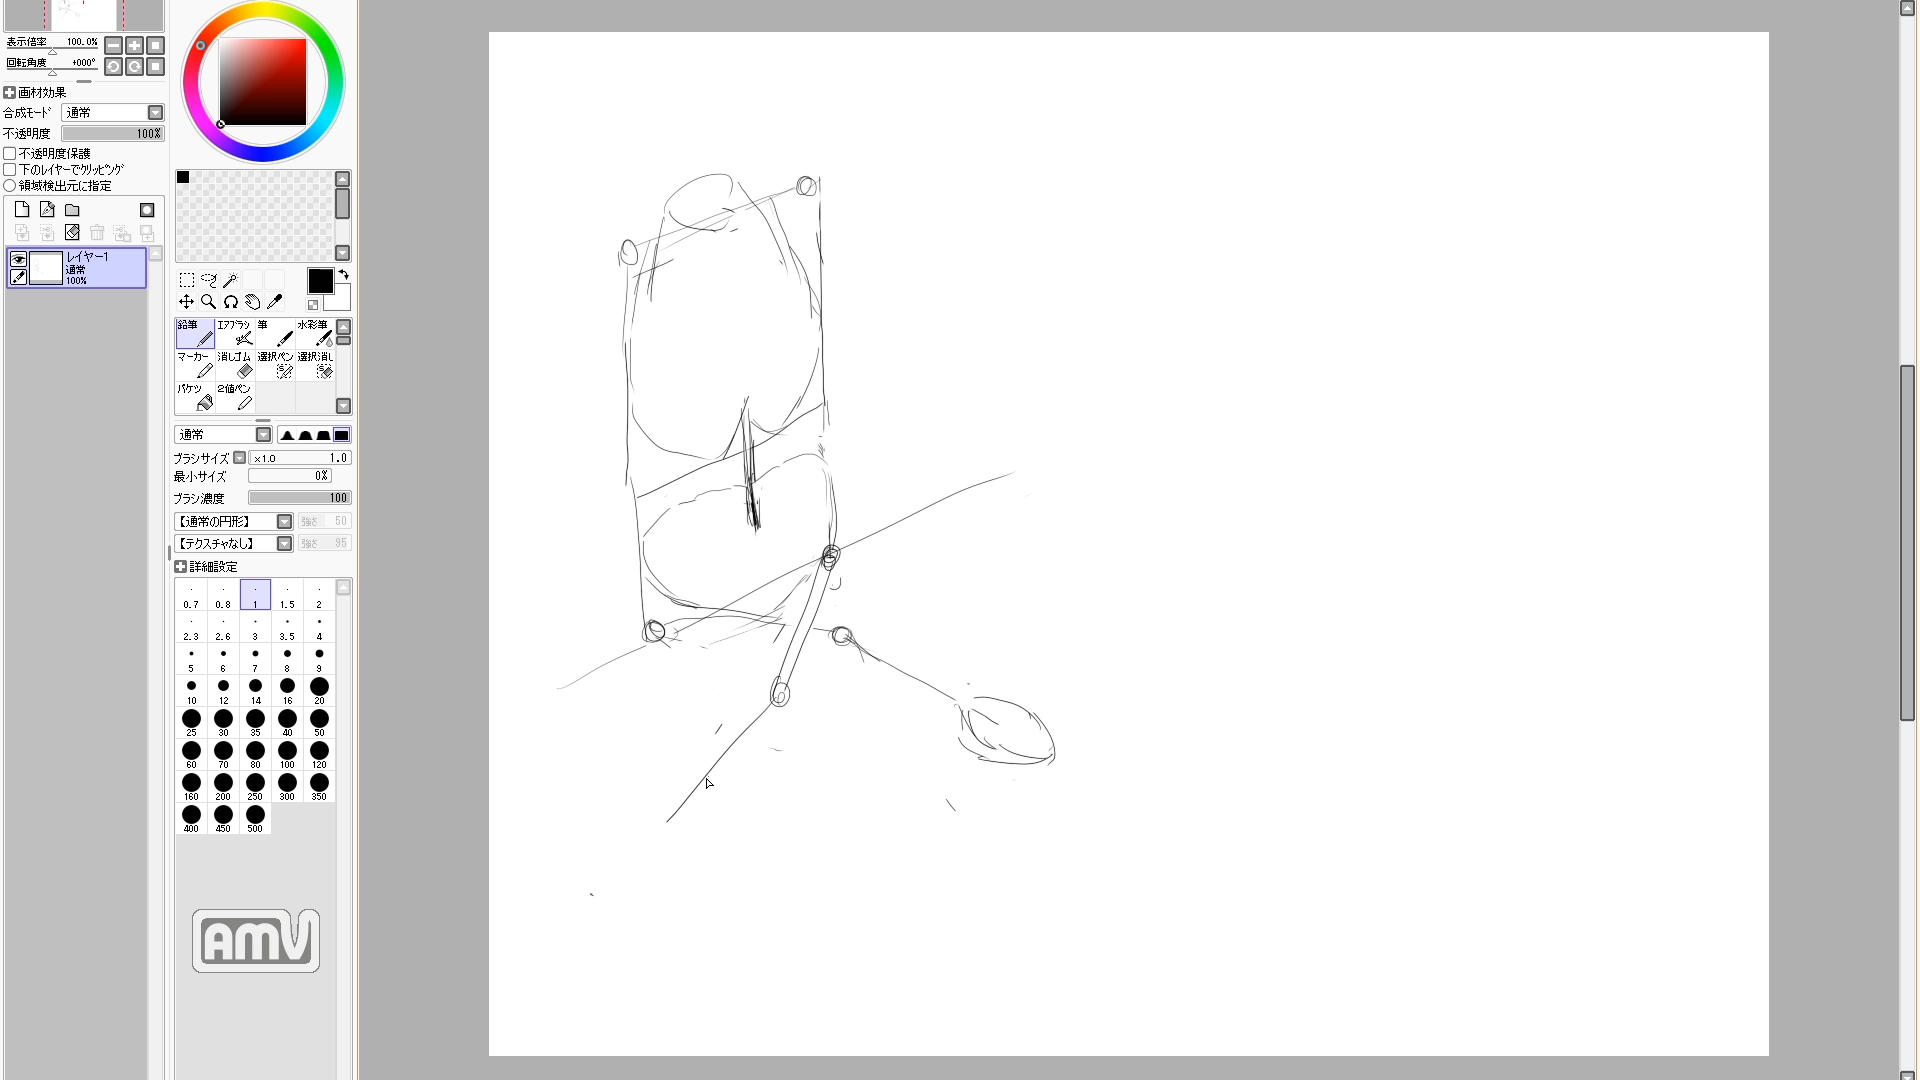 表示倍率 100.0%
回転角度 +000°
画材効果
合成モード 通常
不透明度 100%
不透明度保護
下のレイヤーでクリッピング
領域検出元に指定
レイヤー1
通常
100%
鉛筆 エアブラシ 筆 水彩筆
マーカー 消しゴム 選択ペン 選択消し
バケツ 2値ペン
通常
ブラシサイズ ×1.0 1.0
最小サイズ 0%
ブラシ濃度 100
【通常の円形】 強さ 50
【テクスチャなし】 強さ 95
詳細設定
0.7 0.8 1 1.5 2
2.3 2.6 3 3.5 4
5 6 7 8 9
10 12 14 16 20
25 30 35 40 50
60 70 80 100 120
160 200 250 300 350
400 450 500
AMV